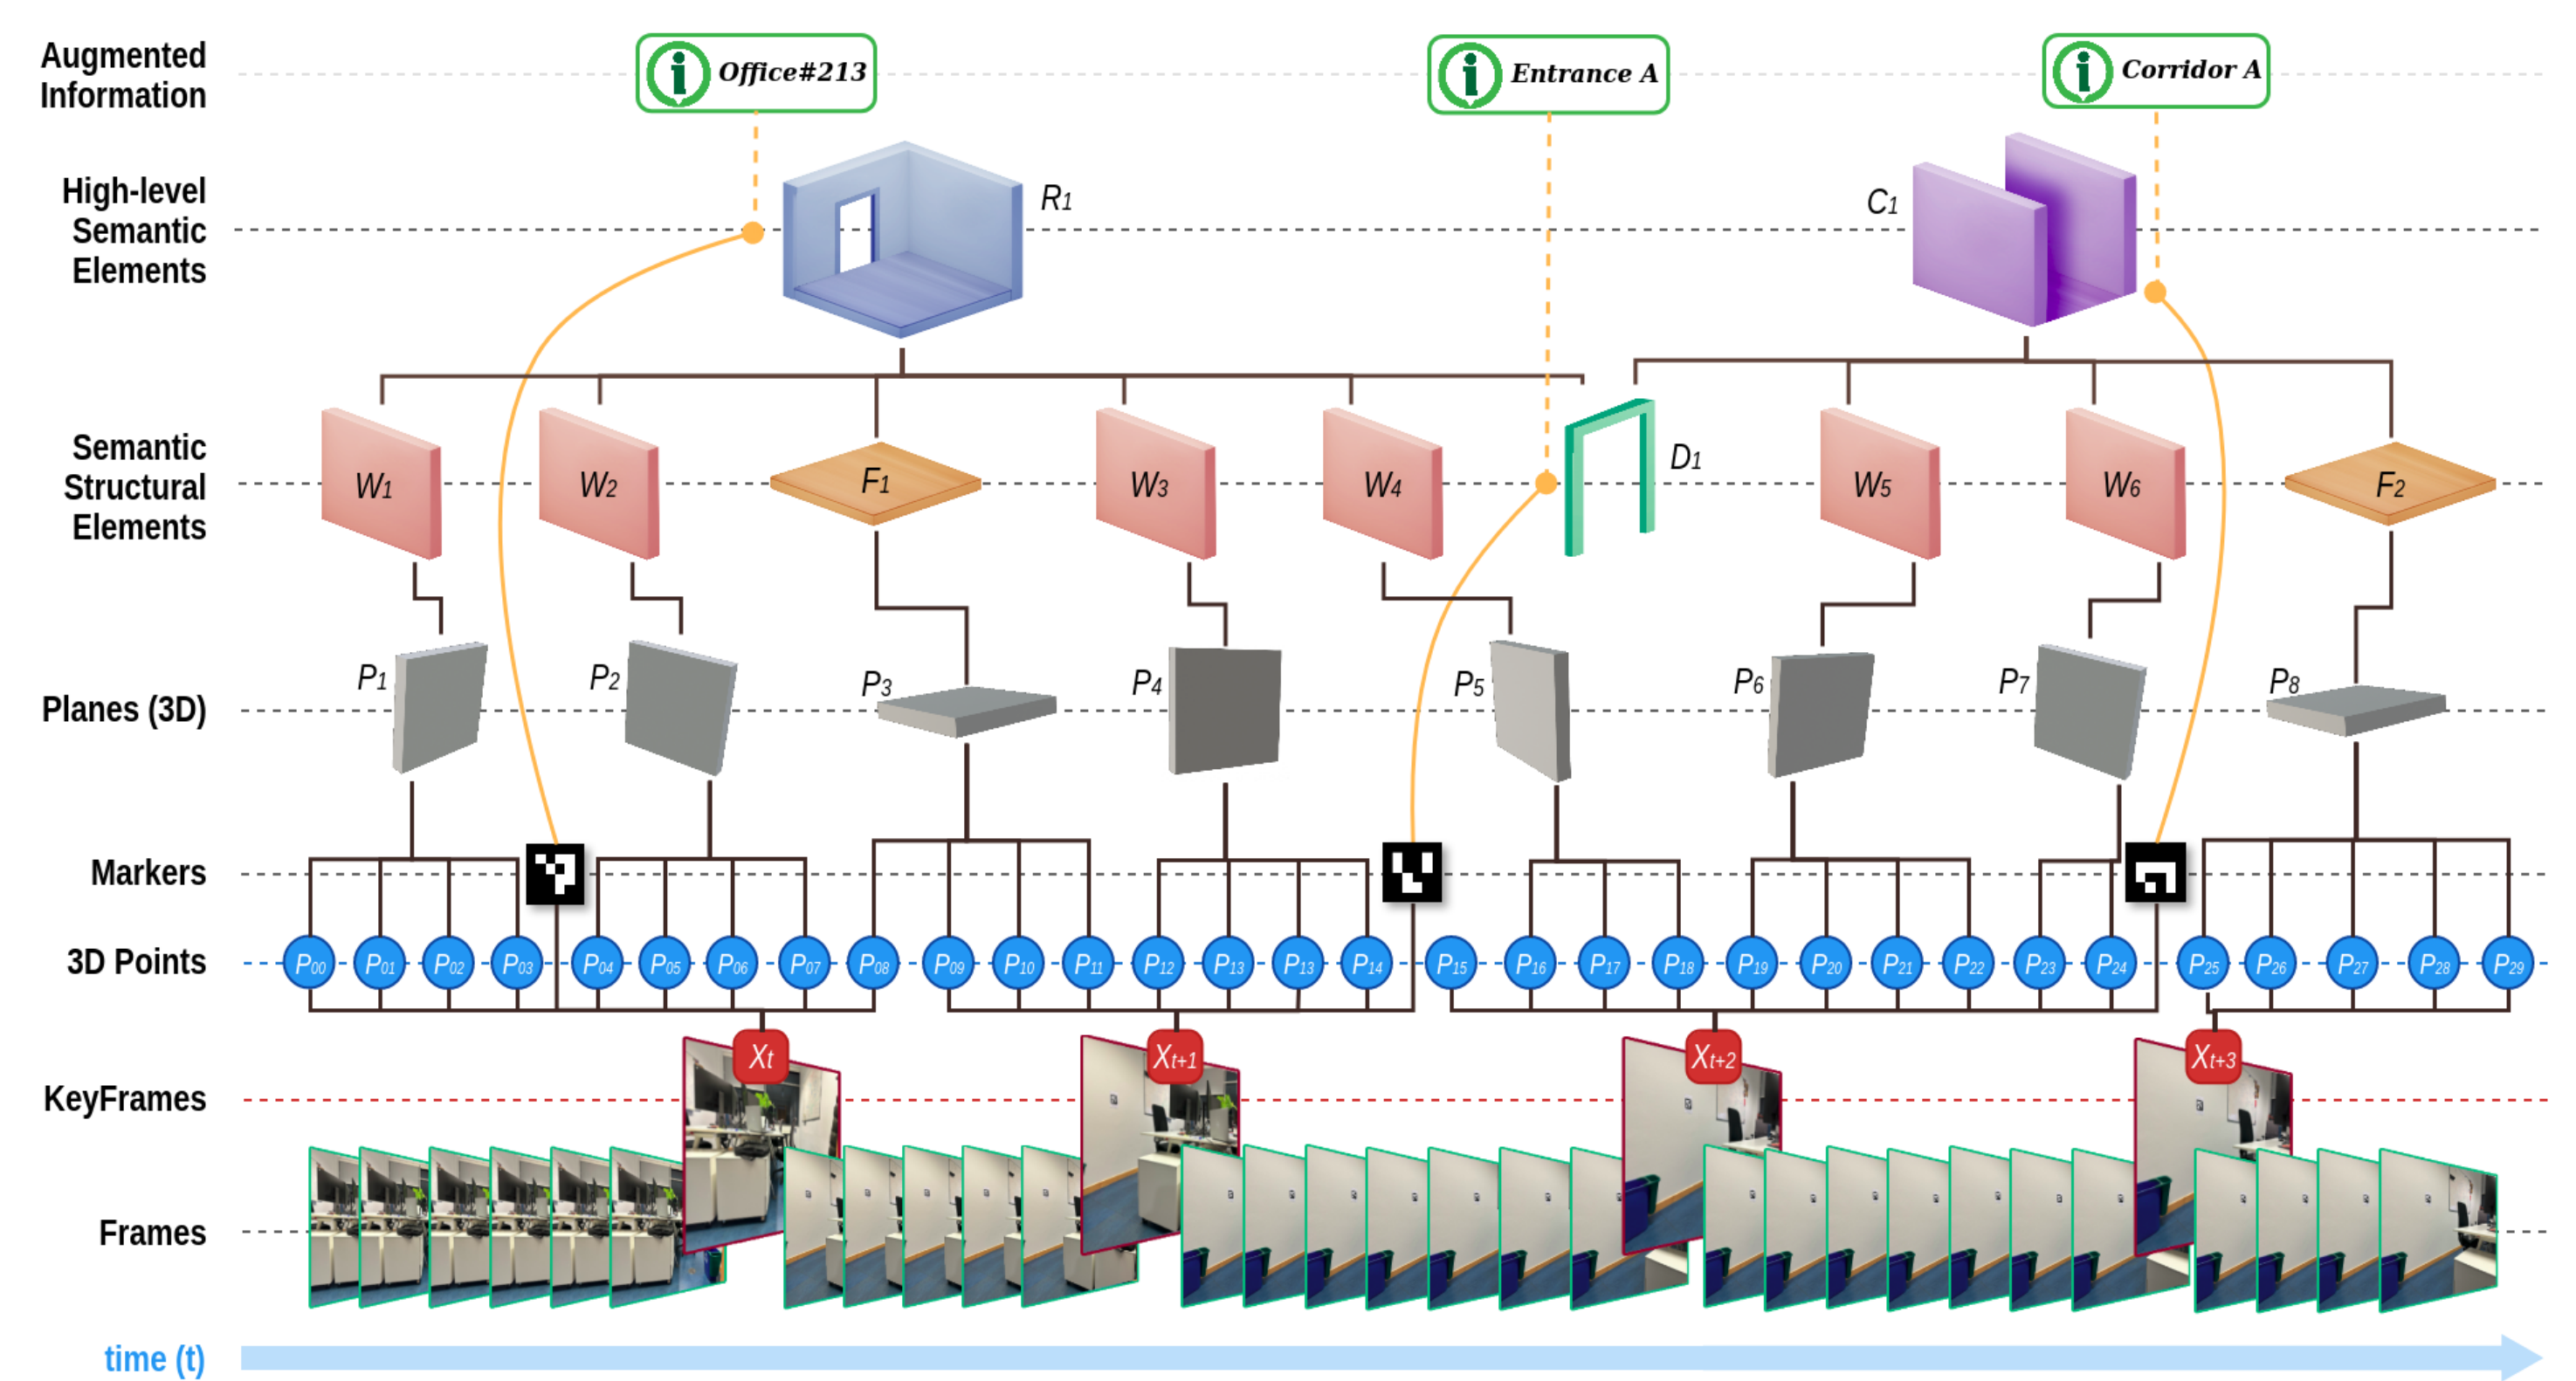 Augmented
Information
Office#213
Entrance A
Corridor A
High-level
Semantic
Elements
R1
C1
Semantic
Structural
Elements
W1
W2
F1
W3
W4
D1
W5
W6
F2
Planes (3D)
P1
P2
P3
P4
P5
P6
P7
P8
Markers
3D Points
P00
P01
P02
P03
P04
P05
P06
P07
P08
P09
P10
P11
P12
P13
P13
P14
P15
P16
P17
P18
P19
P20
P21
P22
P23
P24
P25
P26
P27
P28
P29
Xt
Xt+1
Xt+2
Xt+3
KeyFrames
Frames
time (t)